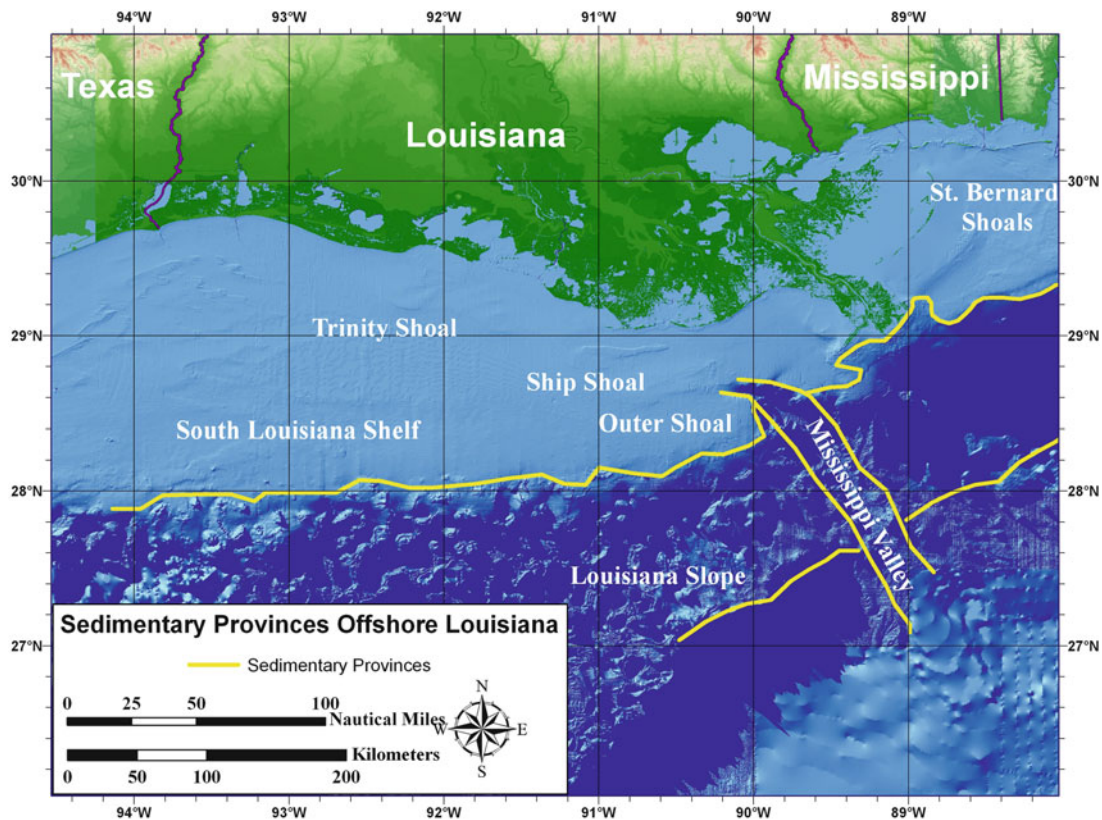 94°W 93°W 92°W 91°W 90°W 89°W
Texas
Mississippi
Louisiana
30°N 30°N
St. Bernard
Shoals
29°N 29°N
Trinity Shoal
Ship Shoal
Outer Shoal
South Louisiana Shelf
Mississippi Valley
28°N 28°N
Louisiana Slope
27°N 27°N
Sedimentary Provinces Offshore Louisiana
Sedimentary Provinces
0 25 50 100
Nautical Miles
Kilometers
0 50 100 200
N
W E
S
94°W 93°W 92°W 91°W 90°W 89°W